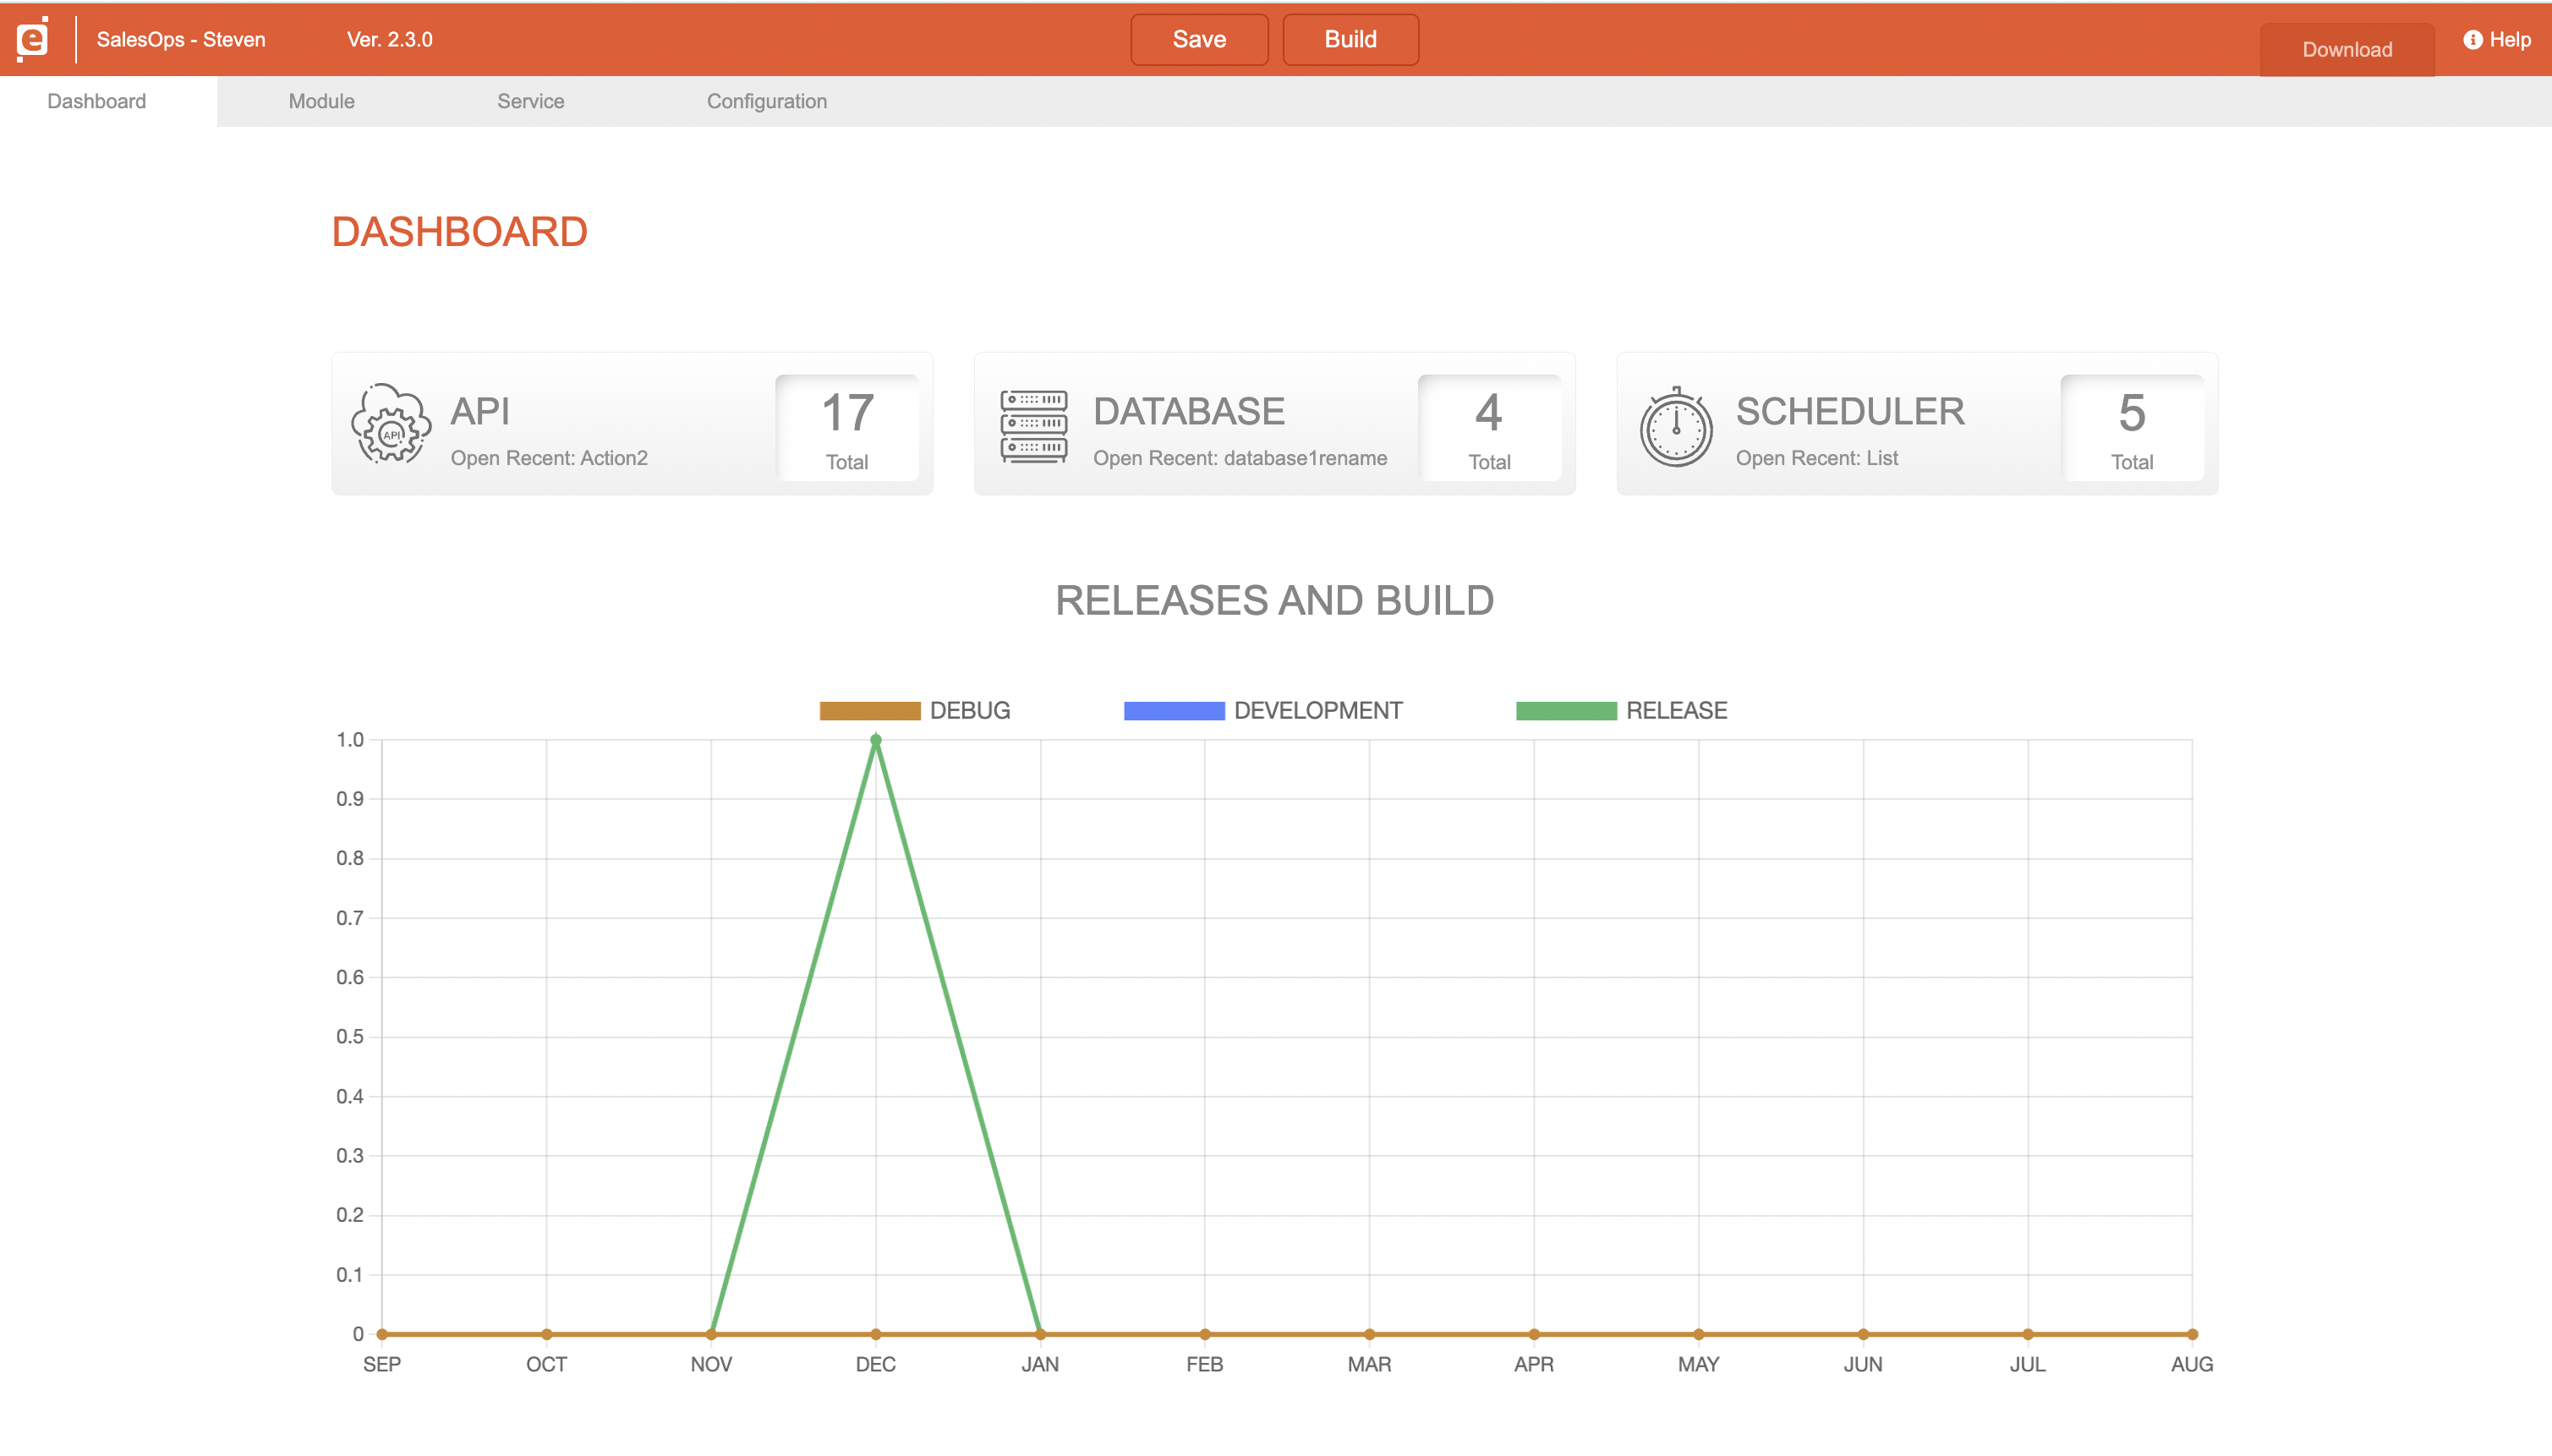 e SalesOps - Steven Ver. 2.3.0 Save Build Download Help
Dashboard Module Service Configuration
DASHBOARD
API
API
Open Recent: Action2
17
Total
DATABASE
Open Recent: database1rename
4
Total
SCHEDULER
Open Recent: List
5
Total
RELEASES AND BUILD
DEBUG DEVELOPMENT RELEASE
1.0
0.9
0.8
0.7
0.6
0.5
0.4
0.3
0.2
0.1
0
SEP OCT NOV DEC JAN FEB MAR APR MAY JUN JUL AUG